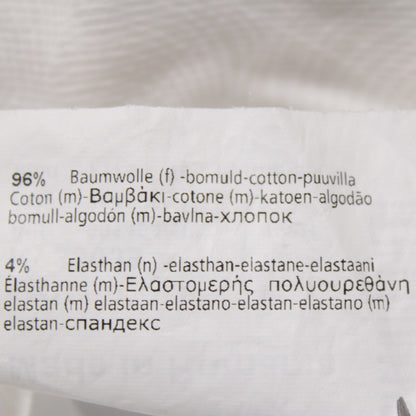 96% Baumwolle (f) -bomuld-cotton-puuvilla
Coton (m)-Βαμβάκι-cotone (m)-katoen-algodão
bomull-algodón (m)-bavlna-хлопок
4% Elasthan (n) -elasthan-elastane-elastaani
Élasthanne (m)-Ελαστομερής πολυουρεθάνη
elastan (m) elastaan-elastano-elastan-elastano (m)
elastan-спандекс